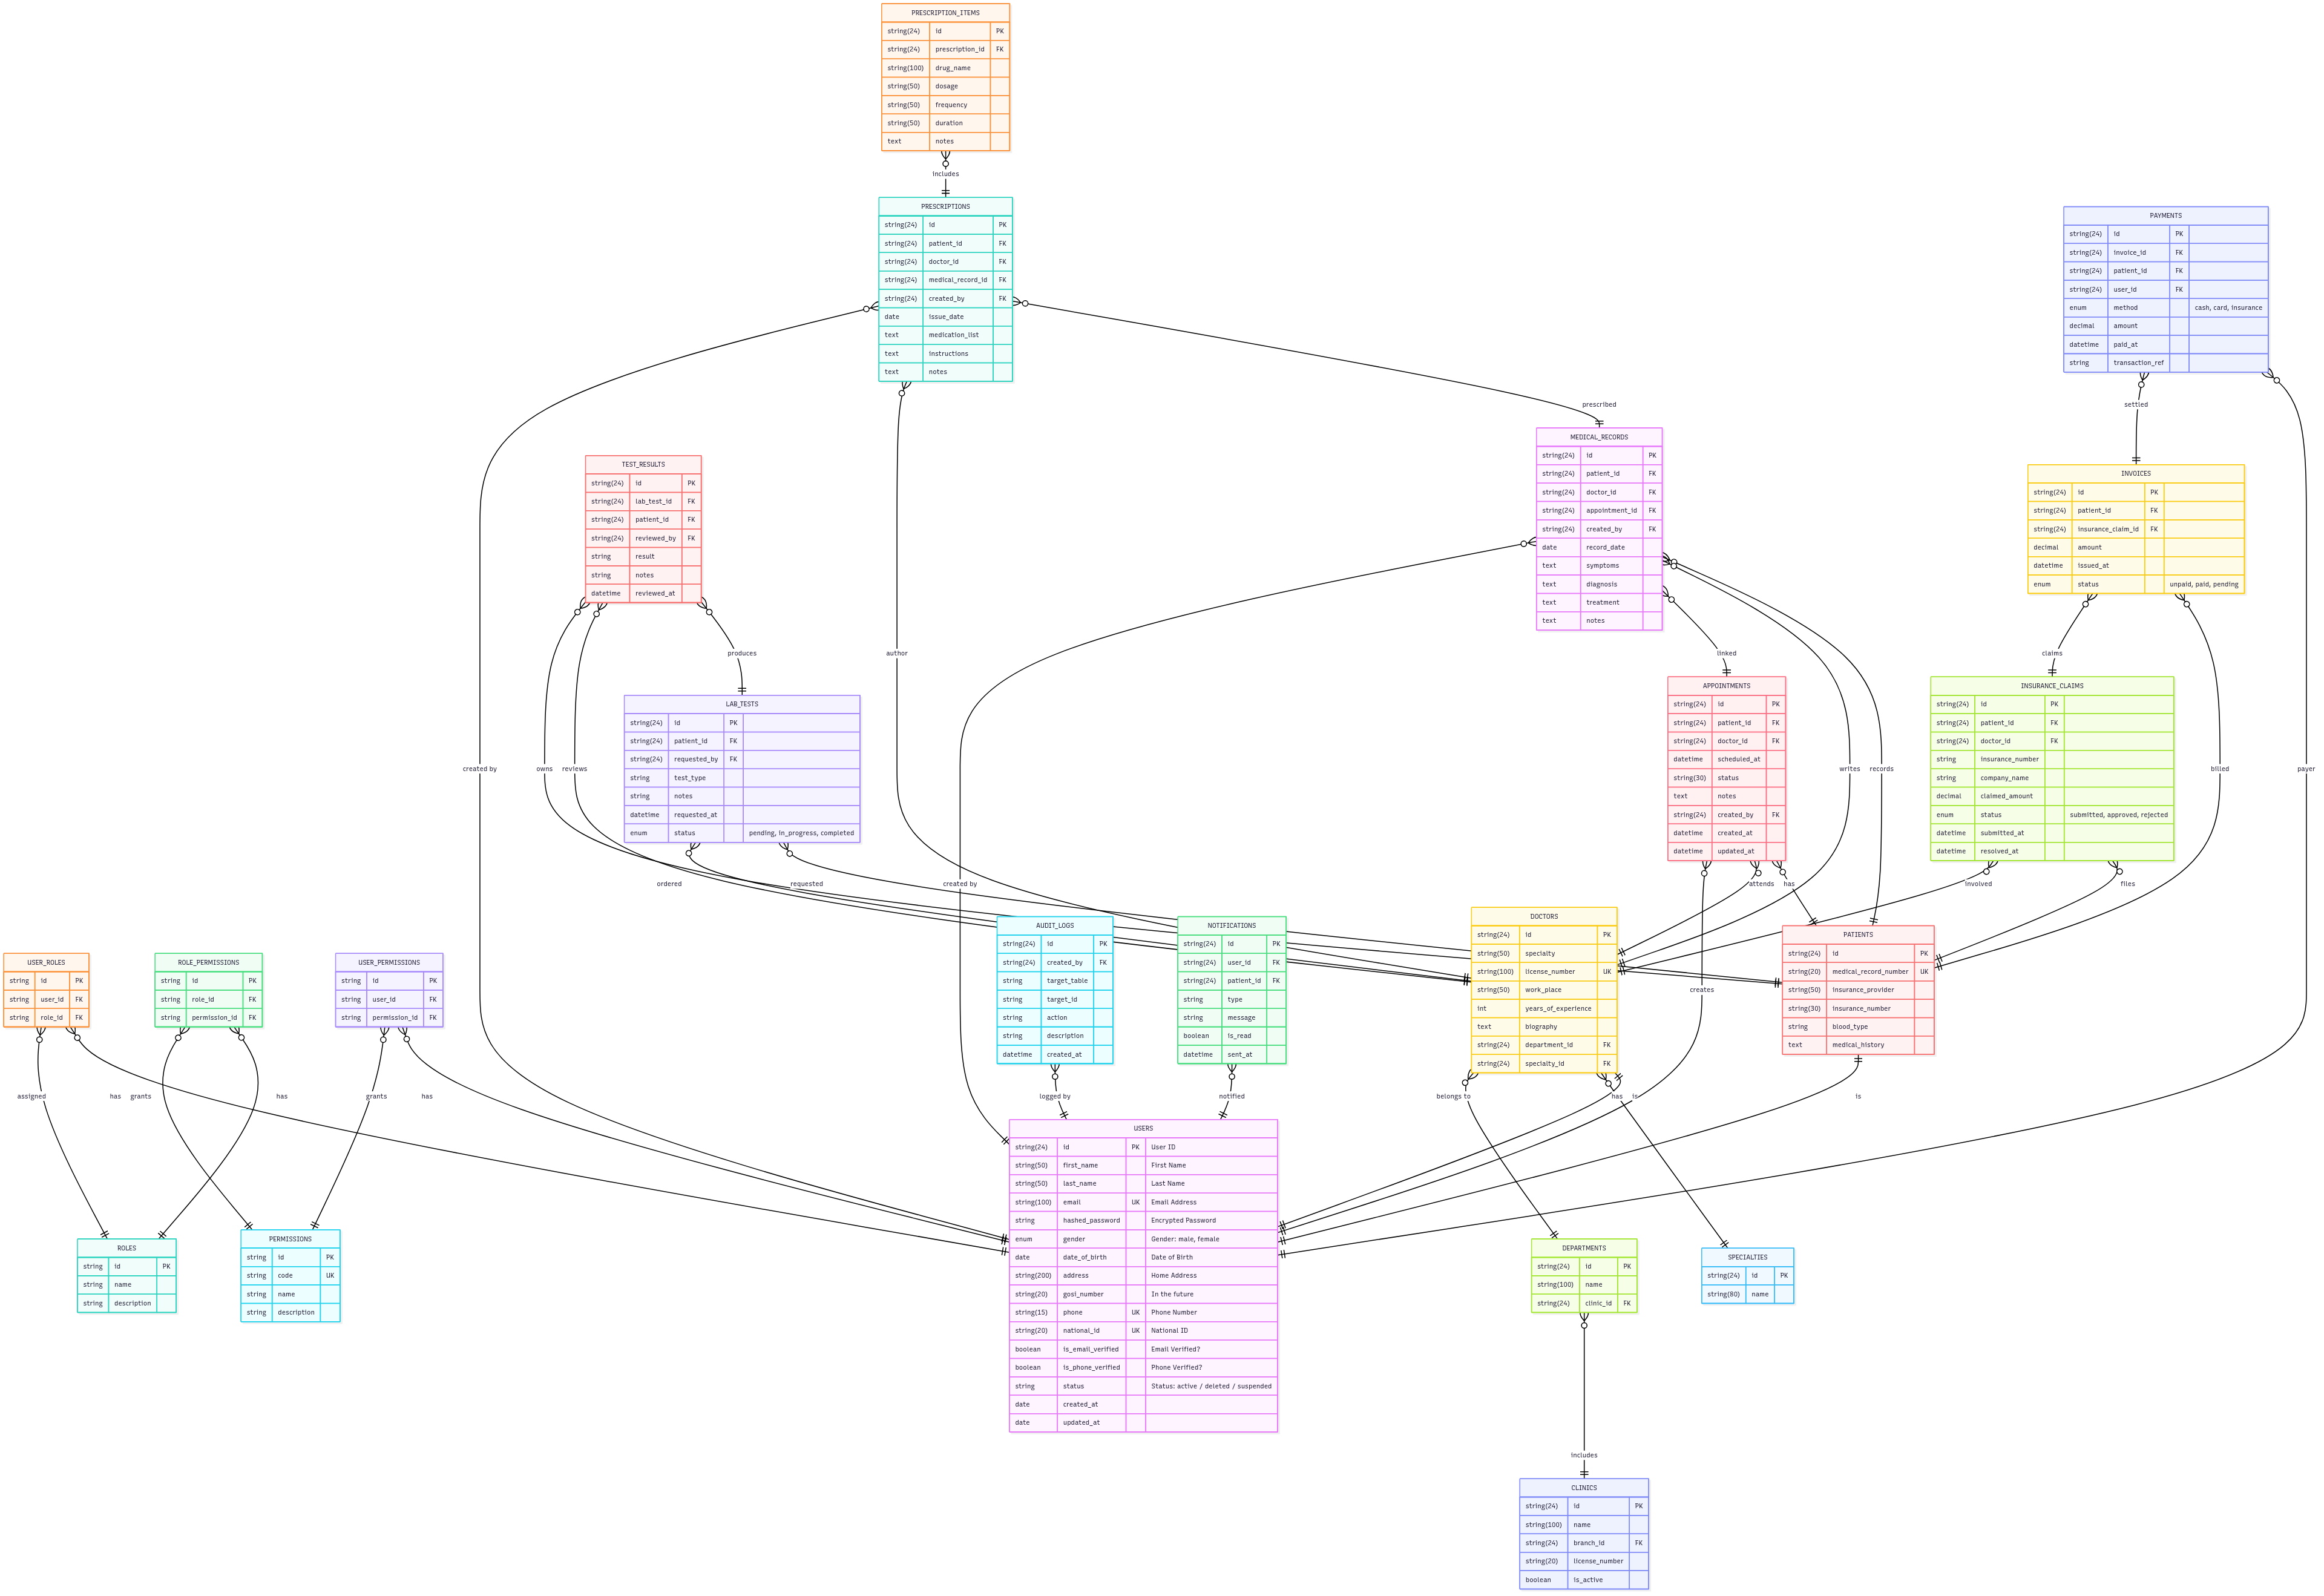 PRESCRIPTION_ITEMS
string(24) id PK
string(24) prescription_id FK
string(100) drug_name
string(50) dosage
string(50) frequency
string(50) duration
text notes
includes
PRESCRIPTIONS
string(24) id PK
string(24) patient_id FK
string(24) doctor_id FK
string(24) medical_record_id FK
string(24) created_by FK
date issue_date
text medication_list
text instructions
text notes
PAYMENTS
string(24) id PK
string(24) invoice_id FK
string(24) patient_id FK
string(24) user_id FK
enum method cash, card, insurance
decimal amount
datetime paid_at
string transaction_ref
prescribed
settled
MEDICAL_RECORDS
string(24) id PK
string(24) patient_id FK
string(24) doctor_id FK
string(24) appointment_id FK
string(24) created_by FK
date record_date
text symptoms
text diagnosis
text treatment
text notes
TEST_RESULTS
string(24) id PK
string(24) lab_test_id FK
string(24) patient_id FK
string(24) reviewed_by FK
string result
string notes
datetime reviewed_at
INVOICES
string(24) id PK
string(24) patient_id FK
string(24) insurance_claim_id FK
decimal amount
datetime issued_at
enum status unpaid, paid, pending
produces
author
linked
claims
LAB_TESTS
string(24) id PK
string(24) patient_id FK
string(24) requested_by FK
string test_type
string notes
datetime requested_at
enum status pending, in_progress, completed
APPOINTMENTS
string(24) id PK
string(24) patient_id FK
string(24) doctor_id FK
datetime scheduled_at
string(30) status
text notes
string(24) created_by FK
datetime created_at
datetime updated_at
INSURANCE_CLAIMS
string(24) id PK
string(24) patient_id FK
string(24) doctor_id FK
string insurance_number
string company_name
decimal claimed_amount
enum status submitted, approved, rejected
datetime submitted_at
datetime resolved_at
created by
owns
reviews
writes
records
billed
payer
ordered
requested
created by
attends
has
involved
files
USER_ROLES
string id PK
string user_id FK
string role_id FK
ROLE_PERMISSIONS
string id PK
string role_id FK
string permission_id FK
USER_PERMISSIONS
string id PK
string user_id FK
string permission_id FK
AUDIT_LOGS
string(24) id PK
string(24) created_by FK
string target_table
string target_id
string action
string description
datetime created_at
NOTIFICATIONS
string(24) id PK
string(24) user_id FK
string(24) patient_id FK
string type
string message
boolean is_read
datetime sent_at
DOCTORS
string(24) id PK
string(50) specialty
string(100) license_number UK
string(50) work_place
int years_of_experience
text biography
string(24) department_id FK
string(24) specialty_id FK
creates
PATIENTS
string(24) id PK
string(20) medical_record_number UK
string(50) insurance_provider
string(30) insurance_number
string blood_type
text medical_history
assigned
has
grants
has
grants
has
logged by
notified
belongs to
has
is
is
USERS
string(24) id PK User ID
string(50) first_name First Name
string(50) last_name Last Name
string(100) email UK Email Address
string hashed_password Encrypted Password
enum gender Gender: male, female
date date_of_birth Date of Birth
string(200) address Home Address
string(20) gosi_number In the future
string(15) phone UK Phone Number
string(20) national_id UK National ID
boolean is_email_verified Email Verified?
boolean is_phone_verified Phone Verified?
string status Status: active / deleted / suspended
date created_at
date updated_at
ROLES
string id PK
string name
string description
PERMISSIONS
string id PK
string code UK
string name
string description
DEPARTMENTS
string(24) id PK
string(100) name
string(24) clinic_id FK
SPECIALTIES
string(24) id PK
string(80) name
includes
CLINICS
string(24) id PK
string(100) name
string(24) branch_id FK
string(20) license_number
boolean is_active